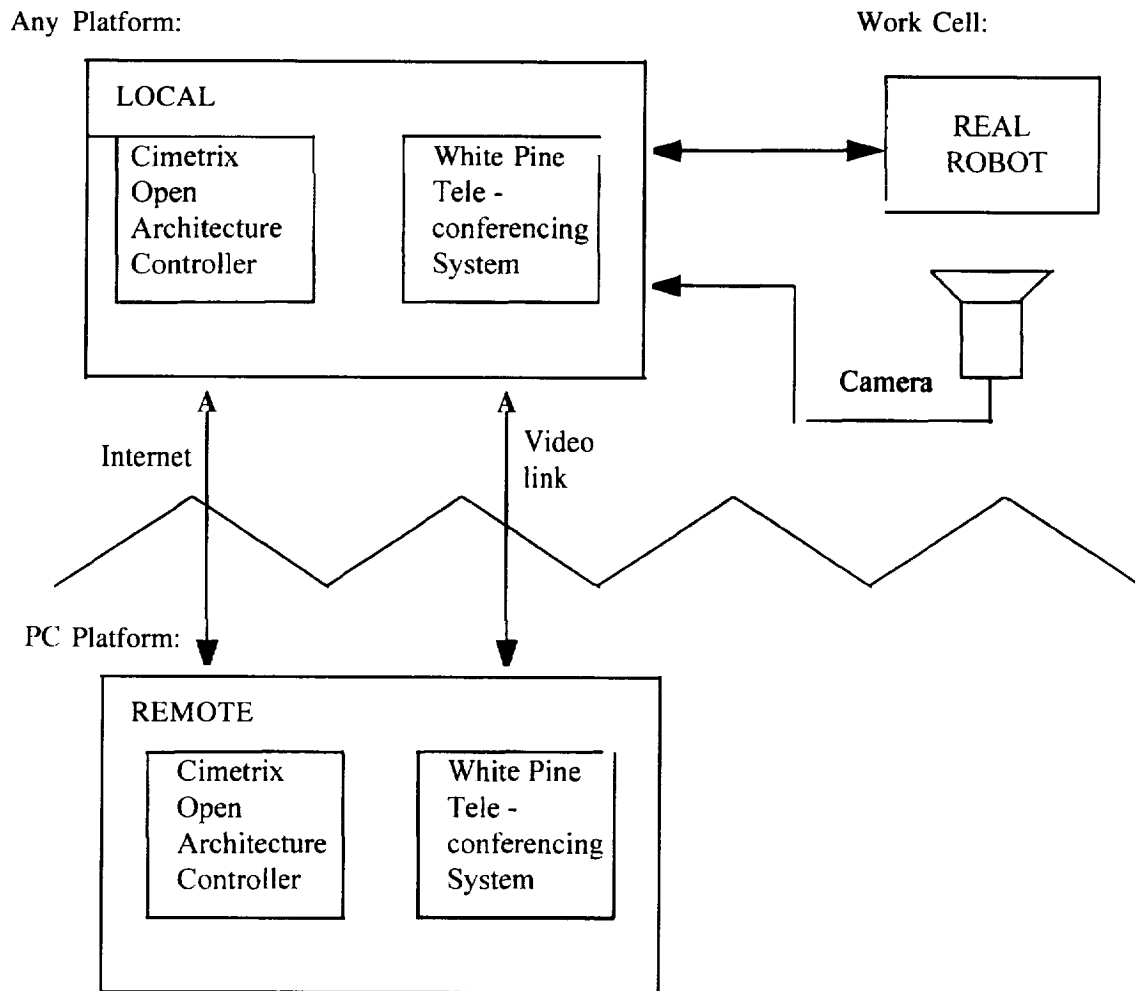 Any Platform:
Work Cell:
LOCAL
Cimetrix
Open
Architecture
Controller
White Pine
Tele -
conferencing
System
REAL
ROBOT
Camera
Internet
Video
link
PC Platform:
REMOTE
Cimetrix
Open
Architecture
Controller
White Pine
Tele -
conferencing
System